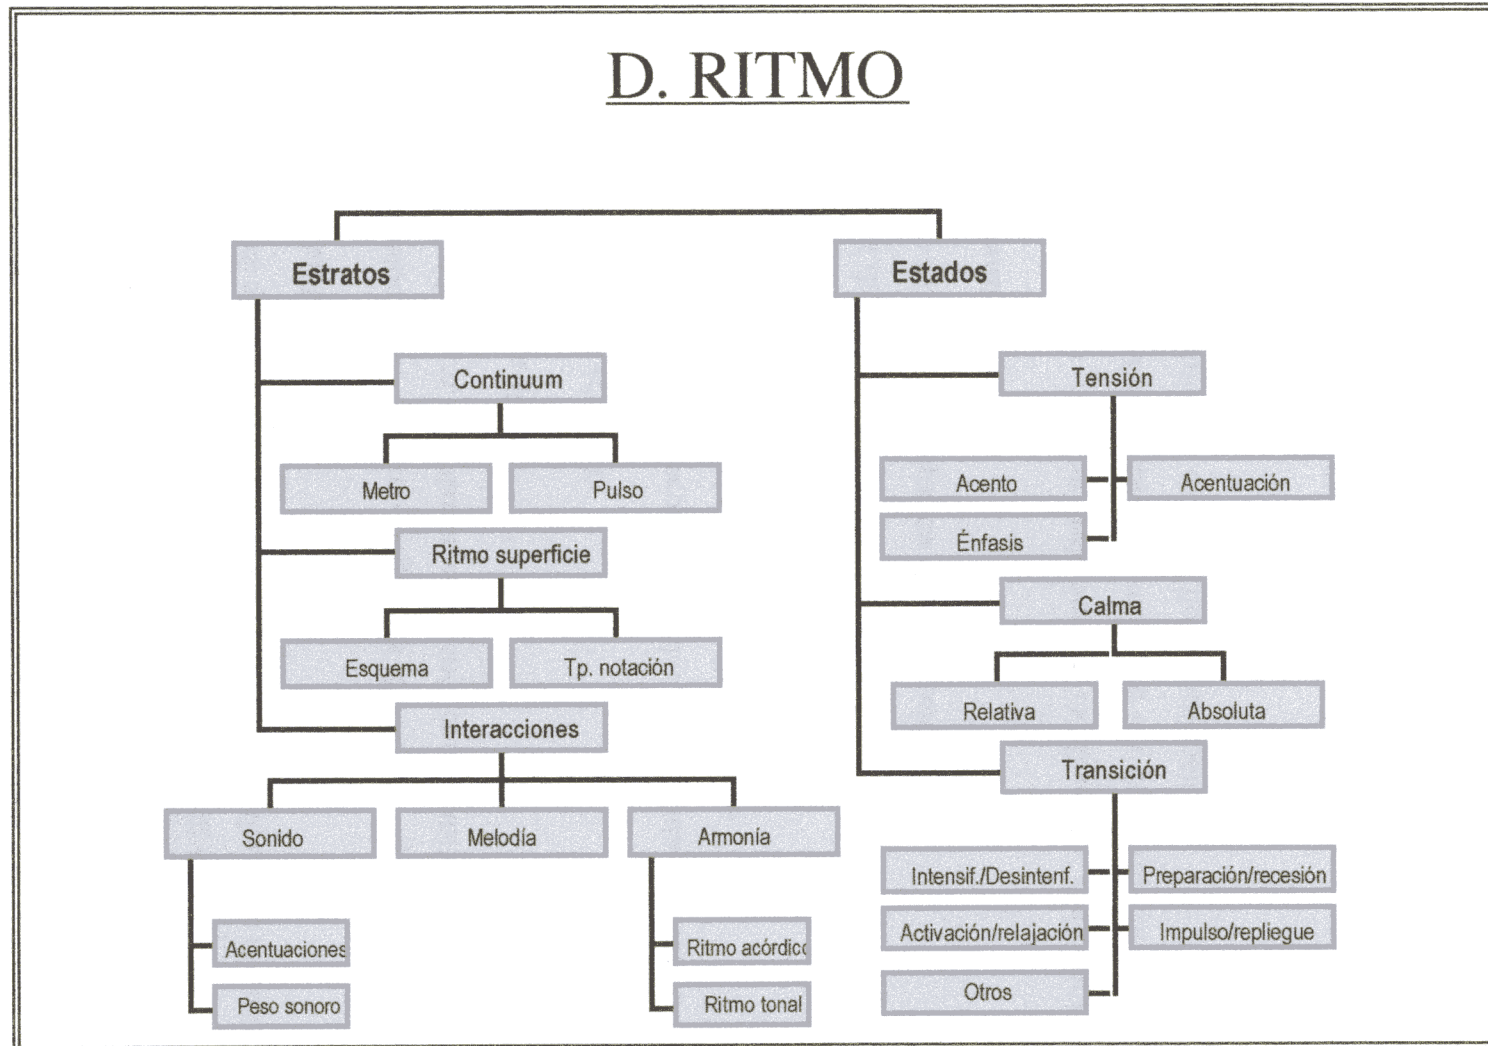 D. RITMO
Estratos
Continuum
Metro
Pulso
Ritmo superficie
Esquema
Tp. notación
Interacciones
Sonido
Melodía
Armonía
Acentuaciones
Peso sonoro
Ritmo acórdico
Ritmo tonal
Estados
Tensión
Acento
Acentuación
Énfasis
Calma
Relativa
Absoluta
Transición
Intensif./Desintenf.
Preparación/recesión
Activación/relajación
Impulso/repliegue
Otros